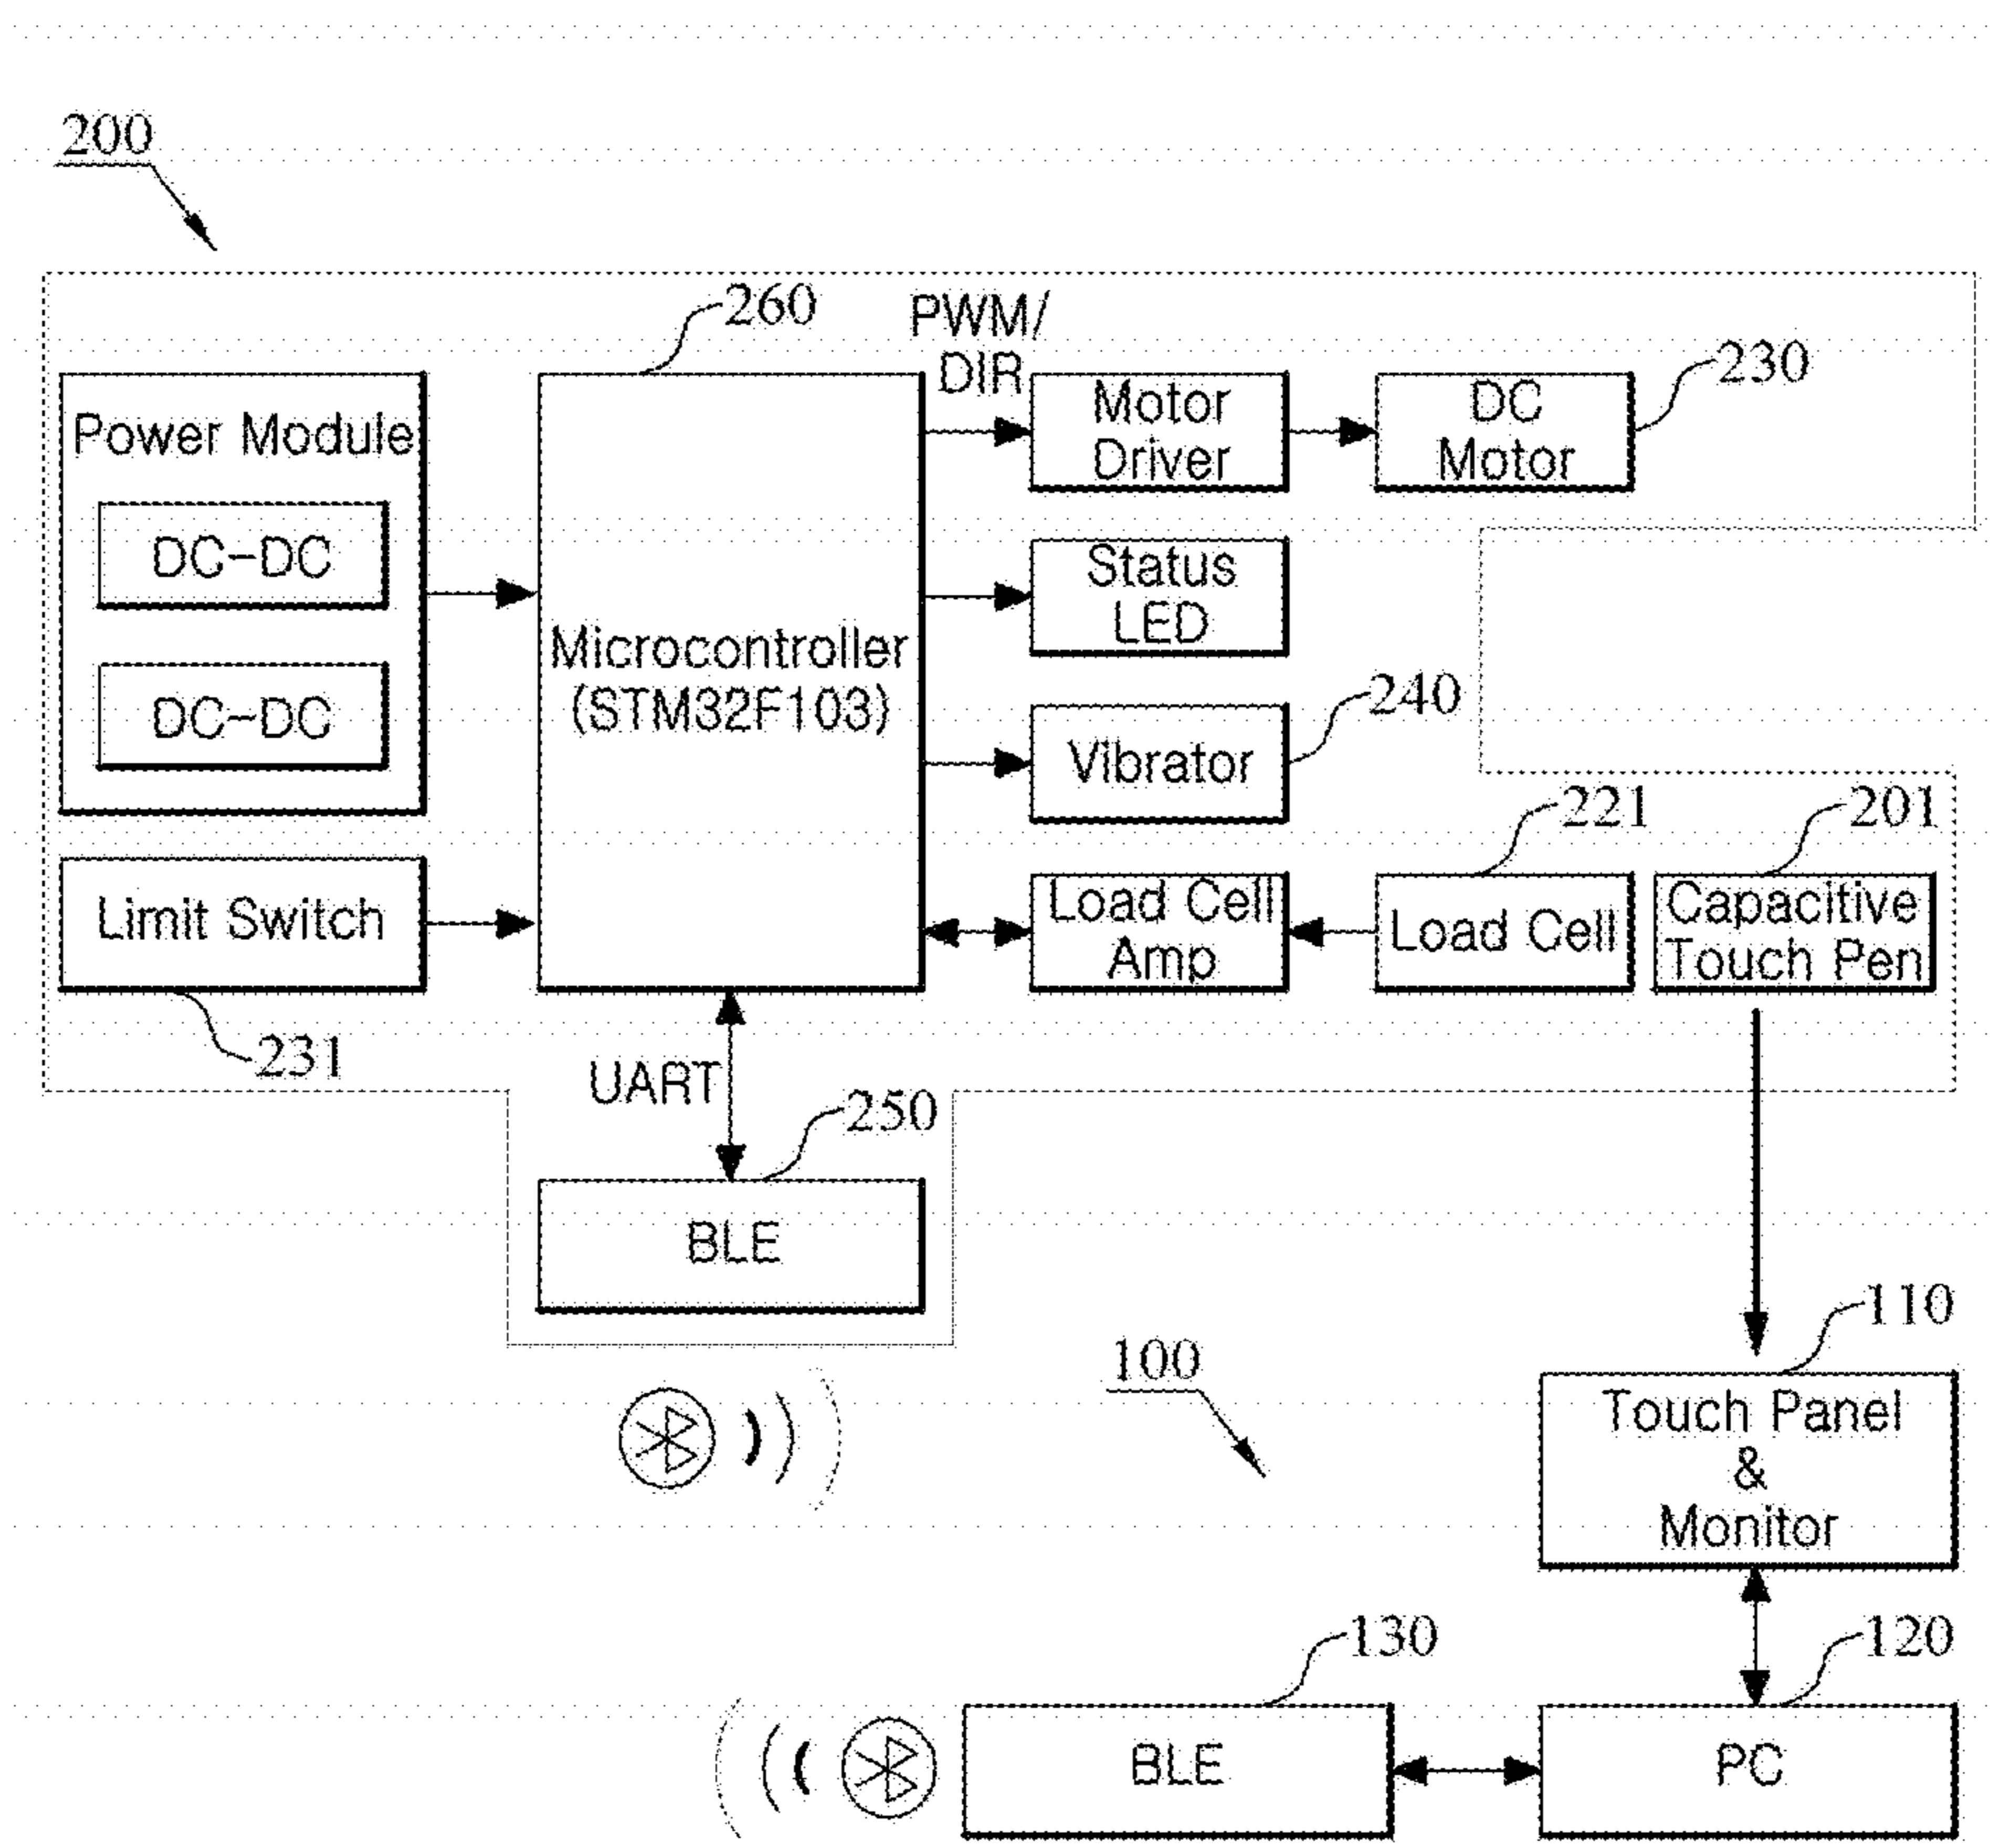 200
260
PWM/
DIR
230
Power Module
DC-DC
DC-DC
Microcontroller
(STM32F103)
Motor
Driver
DC
Motor
Status
LED
240
Vibrator
221
201
Limit Switch
Load Cell
Amp
Load Cell
Capacitive
Touch Pen
231
UART
250
BLE
110
100
Touch Panel
&
Monitor
130
120
BLE
PC